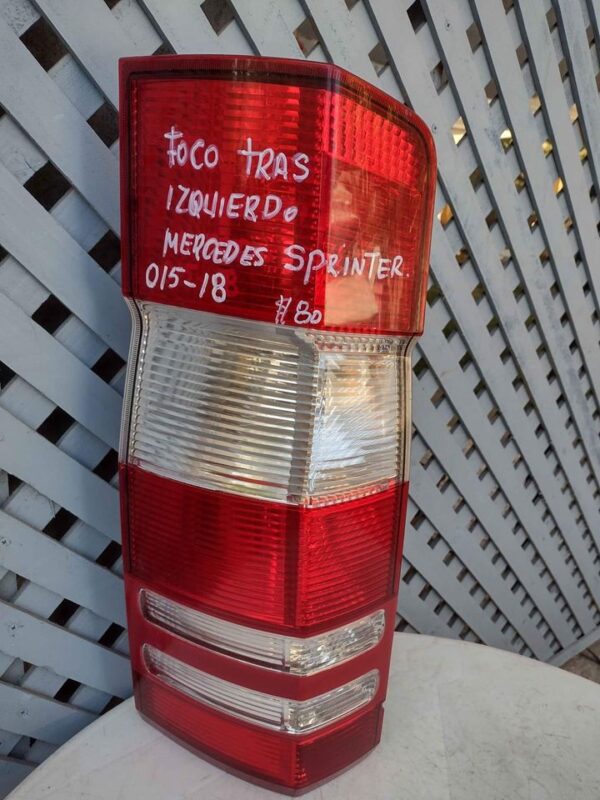 FOCO TRAS
IZQUIERDO
MERCEDES SPRINTER.
015-18
#80